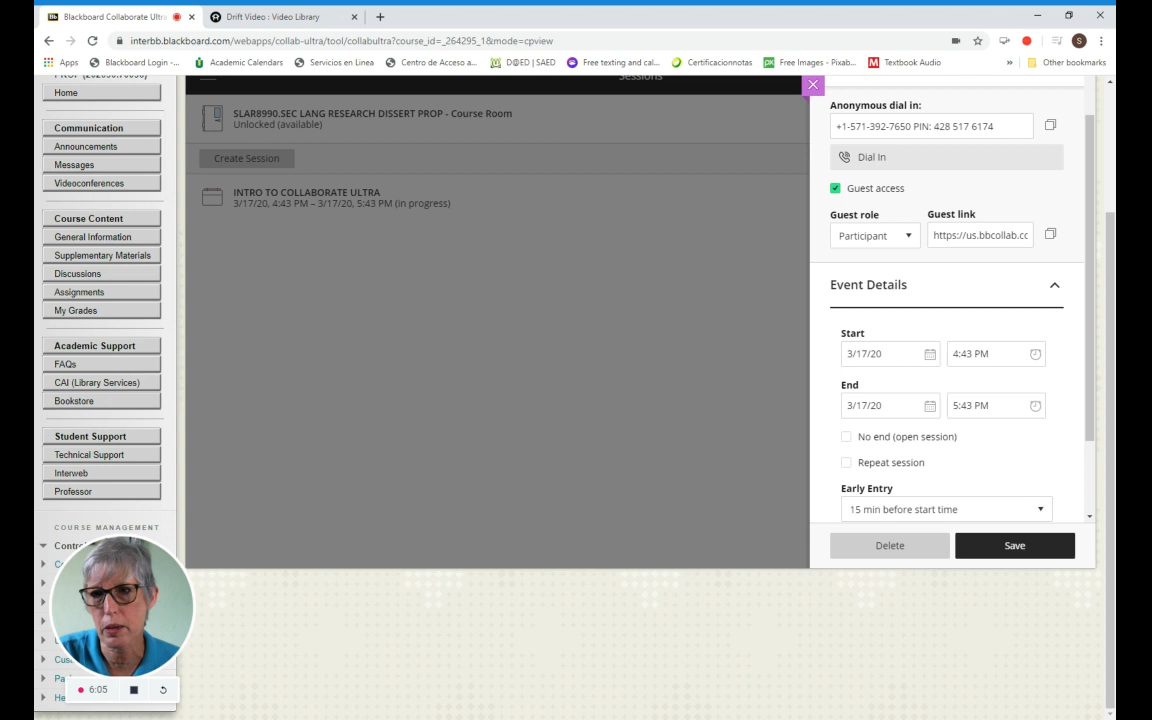 Blackboard Collaborate Ultra
Drift Video : Video Library
interbb.blackboard.com/webapps/collab-ultra/tool/collabultra?course_id=_264295_1&mode=cpview
S
Apps
Blackboard Login -...
Academic Calendars
Servicios en Linea
Centro de Acceso a...
D@ED | SAED
Free texting and cal...
Certificacionnotas
Free Images - Pixab...
Textbook Audio
»
Other bookmarks
Home
Communication
Announcements
Messages
Videoconferences
Course Content
General Information
Supplementary Materials
Discussions
Assignments
My Grades
Academic Support
FAQs
CAI (Library Services)
Bookstore
Student Support
Technical Support
Interweb
Professor
COURSE MANAGEMENT
6:05
Sessions
SLAR8990.SEC LANG RESEARCH DISSERT PROP - Course Room
Unlocked (available)
Create Session
INTRO TO COLLABORATE ULTRA
3/17/20, 4:43 PM – 3/17/20, 5:43 PM (in progress)
Anonymous dial in:
+1-571-392-7650 PIN: 428 517 6174
Dial In
Guest access
Guest role
Guest link
Participant
https://us.bbcollab.cc
Event Details
Start
3/17/20
4:43 PM
End
3/17/20
5:43 PM
No end (open session)
Repeat session
Early Entry
15 min before start time
Delete
Save